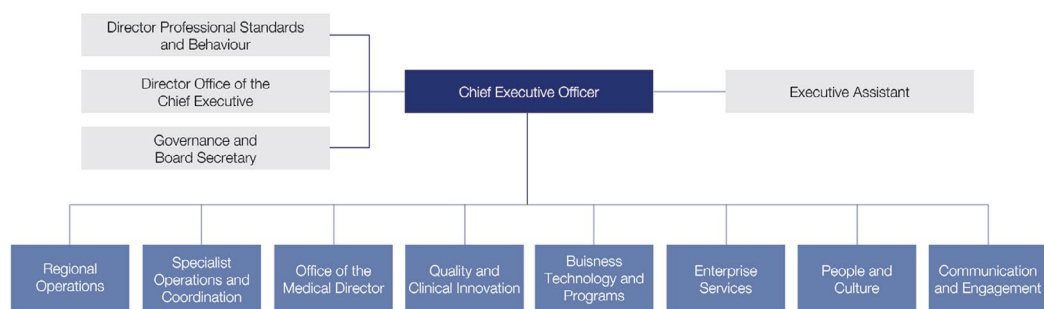 Director Professional Standards
and Behaviour
Director Office of the
Chief Executive
Chief Executive Officer
Executive Assistant
Governance and
Board Secretary
Regional
Operations
Specialist
Operations and
Coordination
Office of the
Medical Director
Quality and
Clinical Innovation
Buisness
Technology and
Programs
Enterprise
Services
People and
Culture
Communication
and Engagement